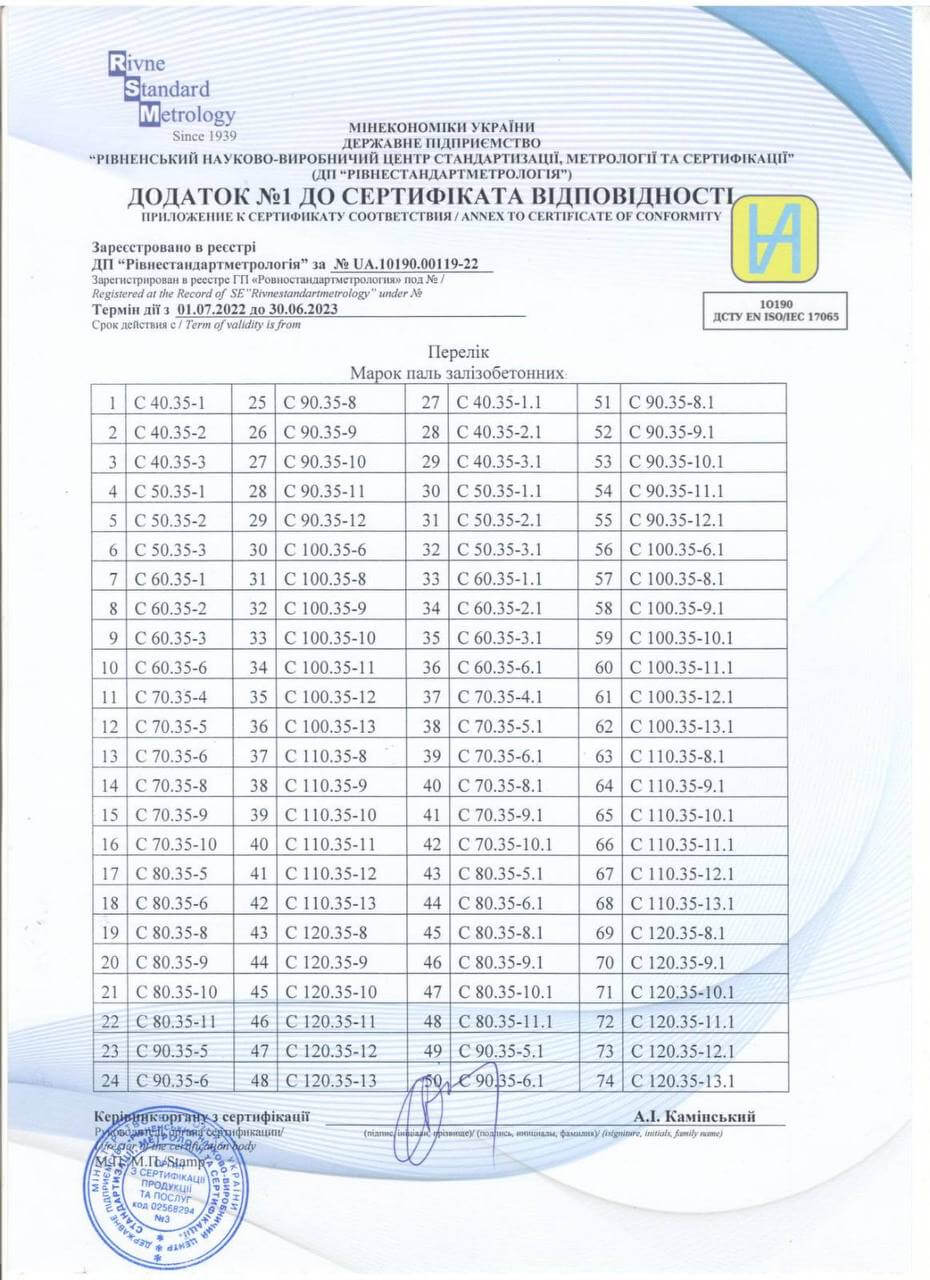 Rivne
Standard
Metrology
Since 1939
МІНЕКОНОМІКИ УКРАЇНИ
ДЕРЖАВНЕ ПІДПРИЄМСТВО
“РІВНЕНСЬКИЙ НАУКОВО-ВИРОБНИЧИЙ ЦЕНТР СТАНДАРТИЗАЦІЇ, МЕТРОЛОГІЇ ТА СЕРТИФІКАЦІЇ”
(ДП “РІВНЕСТАНДАРТМЕТРОЛОГІЯ”)
ДОДАТОК №1 ДО СЕРТИФІКАТА ВІДПОВІДНОСТІ
ПРИЛОЖЕНИЕ К СЕРТИФИКАТУ СООТВЕТСТВИЯ / ANNEX TO CERTIFICATE OF CONFORMITY
Зареєстровано в реєстрі
ДП “Рівнестандартметрологія” за № UA.10190.00119-22
Зарегистрирован в реестре ГП «Ровностандартметрология» под № /
Registered at the Record of SE "Rivnestandartmetrology" under №
Термін дії з 01.07.2022 до 30.06.2023
Срок действия с / Term of validity is from
1О190
ДСТУ EN ISO/IEC 17065
Перелік
Марок паль залізобетонних:
1 С 40.35-1 25 С 90.35-8 27 С 40.35-1.1 51 С 90.35-8.1
2 С 40.35-2 26 С 90.35-9 28 С 40.35-2.1 52 С 90.35-9.1
3 С 40.35-3 27 С 90.35-10 29 С 40.35-3.1 53 С 90.35-10.1
4 С 50.35-1 28 С 90.35-11 30 С 50.35-1.1 54 С 90.35-11.1
5 С 50.35-2 29 С 90.35-12 31 С 50.35-2.1 55 С 90.35-12.1
6 С 50.35-3 30 С 100.35-6 32 С 50.35-3.1 56 С 100.35-6.1
7 С 60.35-1 31 С 100.35-8 33 С 60.35-1.1 57 С 100.35-8.1
8 С 60.35-2 32 С 100.35-9 34 С 60.35-2.1 58 С 100.35-9.1
9 С 60.35-3 33 С 100.35-10 35 С 60.35-3.1 59 С 100.35-10.1
10 С 60.35-6 34 С 100.35-11 36 С 60.35-6.1 60 С 100.35-11.1
11 С 70.35-4 35 С 100.35-12 37 С 70.35-4.1 61 С 100.35-12.1
12 С 70.35-5 36 С 100.35-13 38 С 70.35-5.1 62 С 100.35-13.1
13 С 70.35-6 37 С 110.35-8 39 С 70.35-6.1 63 С 110.35-8.1
14 С 70.35-8 38 С 110.35-9 40 С 70.35-8.1 64 С 110.35-9.1
15 С 70.35-9 39 С 110.35-10 41 С 70.35-9.1 65 С 110.35-10.1
16 С 70.35-10 40 С 110.35-11 42 С 70.35-10.1 66 С 110.35-11.1
17 С 80.35-5 41 С 110.35-12 43 С 80.35-5.1 67 С 110.35-12.1
18 С 80.35-6 42 С 110.35-13 44 С 80.35-6.1 68 С 110.35-13.1
19 С 80.35-8 43 С 120.35-8 45 С 80.35-8.1 69 С 120.35-8.1
20 С 80.35-9 44 С 120.35-9 46 С 80.35-9.1 70 С 120.35-9.1
21 С 80.35-10 45 С 120.35-10 47 С 80.35-10.1 71 С 120.35-10.1
22 С 80.35-11 46 С 120.35-11 48 С 80.35-11.1 72 С 120.35-11.1
23 С 90.35-5 47 С 120.35-12 49 С 90.35-5.1 73 С 120.35-12.1
24 С 90.35-6 48 С 120.35-13 50 С 90.35-6.1 74 С 120.35-13.1
Керівник органу з сертифікації А.І. Камінський
Руководитель органа сертификации/ (підпис, ініціали, прізвище)/ (подпись, инициалы, фамилия)/ (signiture, initials, family name)
of the certification body
М.П./М.П./Stamp
З СЕРТИФІКАЦІЇ
ПРОДУКЦІЇ
ТА ПОСЛУГ
код 02568294
№3